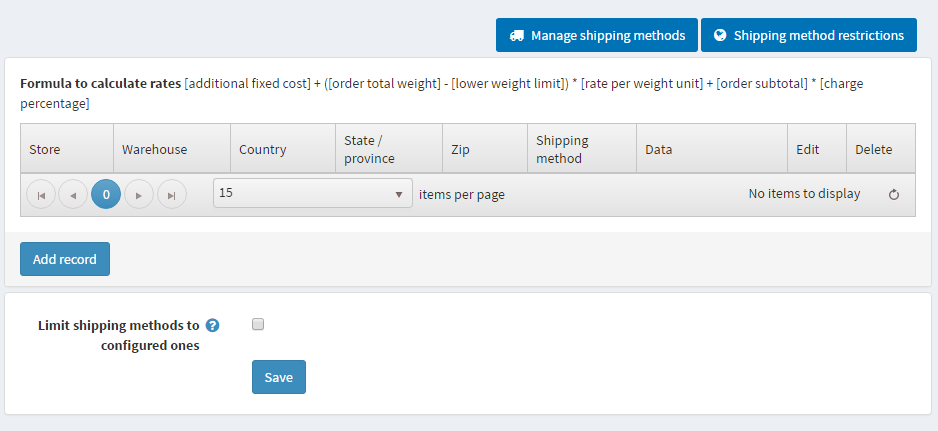 Manage shipping methods
Shipping method restrictions
Formula to calculate rates [additional fixed cost] + ([order total weight] - [lower weight limit]) * [rate per weight unit] + [order subtotal] * [charge
percentage]
Store Warehouse Country State / province Zip Shipping method Data Edit Delete
0 15 items per page No items to display
Add record
Limit shipping methods to ?
configured ones
Save